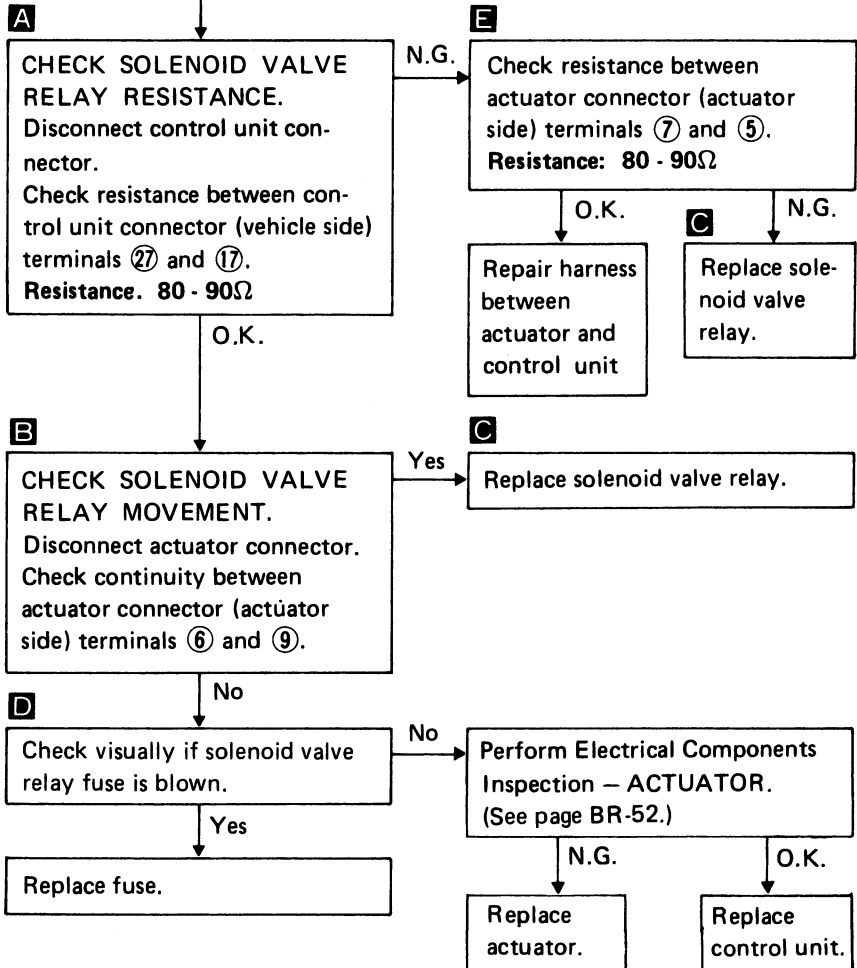 A
CHECK SOLENOID VALVE
RELAY RESISTANCE.
Disconnect control unit con-
nector.
Check resistance between con-
trol unit connector (vehicle side)
terminals ㉗ and ⑰.
Resistance. 80 - 90Ω
N.G.
E
Check resistance between
actuator connector (actuator
side) terminals ⑦ and ⑤.
Resistance: 80 - 90Ω
O.K.
Repair harness
between
actuator and
control unit
N.G.
C
Replace sole-
noid valve
relay.
O.K.
B
CHECK SOLENOID VALVE
RELAY MOVEMENT.
Disconnect actuator connector.
Check continuity between
actuator connector (actuator
side) terminals ⑥ and ⑨.
Yes
C
Replace solenoid valve relay.
No
D
Check visually if solenoid valve
relay fuse is blown.
Yes
Replace fuse.
No
Perform Electrical Components
Inspection — ACTUATOR.
(See page BR-52.)
N.G.
Replace
actuator.
O.K.
Replace
control unit.